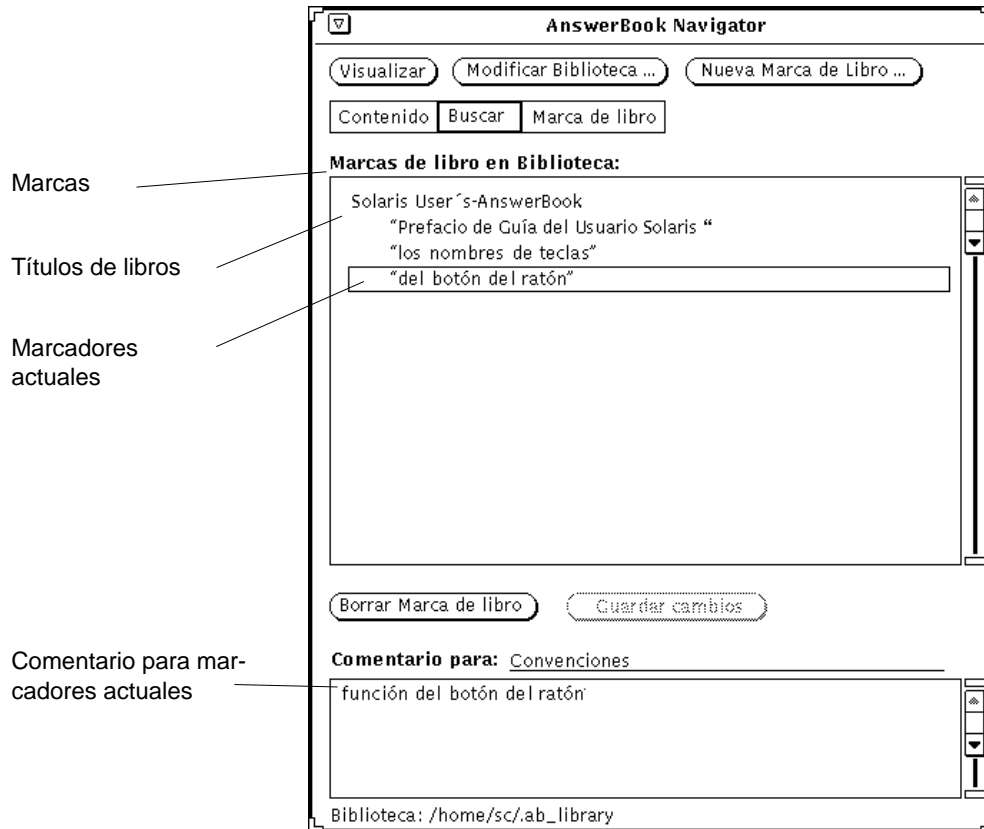 AnswerBook Navigator
Visualizar Modificar Biblioteca ... Nueva Marca de Libro ...
Contenido Buscar Marca de libro
Marcas de libro en Biblioteca:
Marcas
Solaris User´s-AnswerBook
“Prefacio de Guía del Usuario Solaris “
Títulos de libros
“los nombres de teclas”
“del botón del ratón”
Marcadores
actuales
Borrar Marca de libro Guardar cambios
Comentario para mar-
cadores actuales
Comentario para: Convenciones
función del botón del ratón
Biblioteca: /home/sc/.ab_library